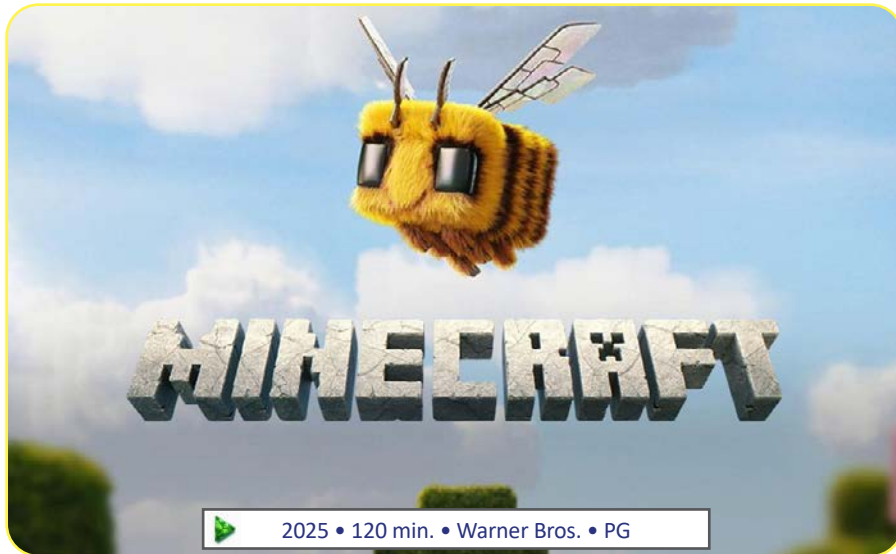 MINECRAFT
2025 • 120 min. • Warner Bros. • PG